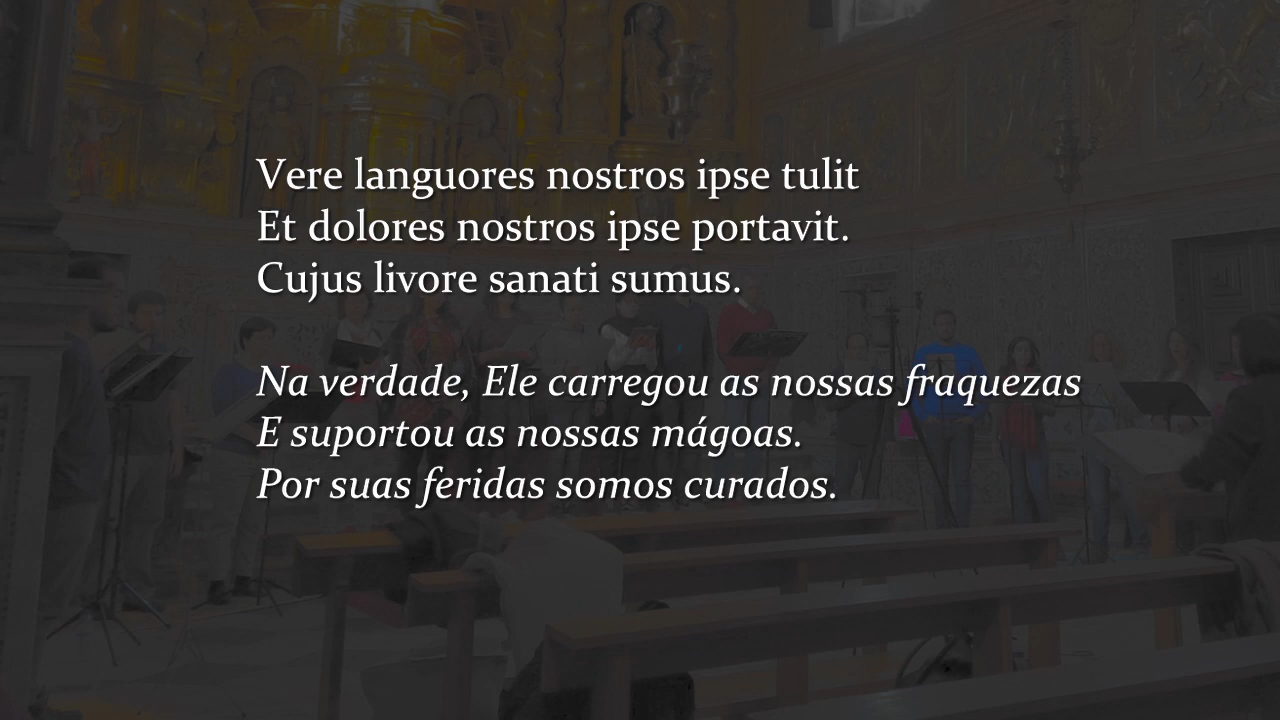 Vere languores nostros ipse tulit
Et dolores nostros ipse portavit.
Cujus livore sanati sumus.
Na verdade, Ele carregou as nossas fraquezas
E suportou as nossas mágoas.
Por suas feridas somos curados.